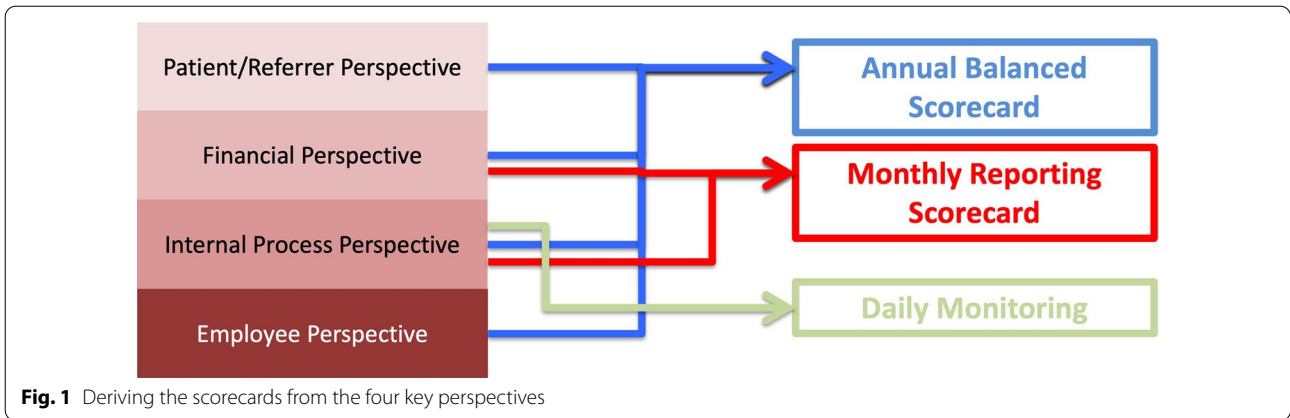 Patient/Referrer Perspective
Financial Perspective
Internal Process Perspective
Employee Perspective
Annual Balanced
Scorecard
Monthly Reporting
Scorecard
Daily Monitoring
Fig. 1 Deriving the scorecards from the four key perspectives